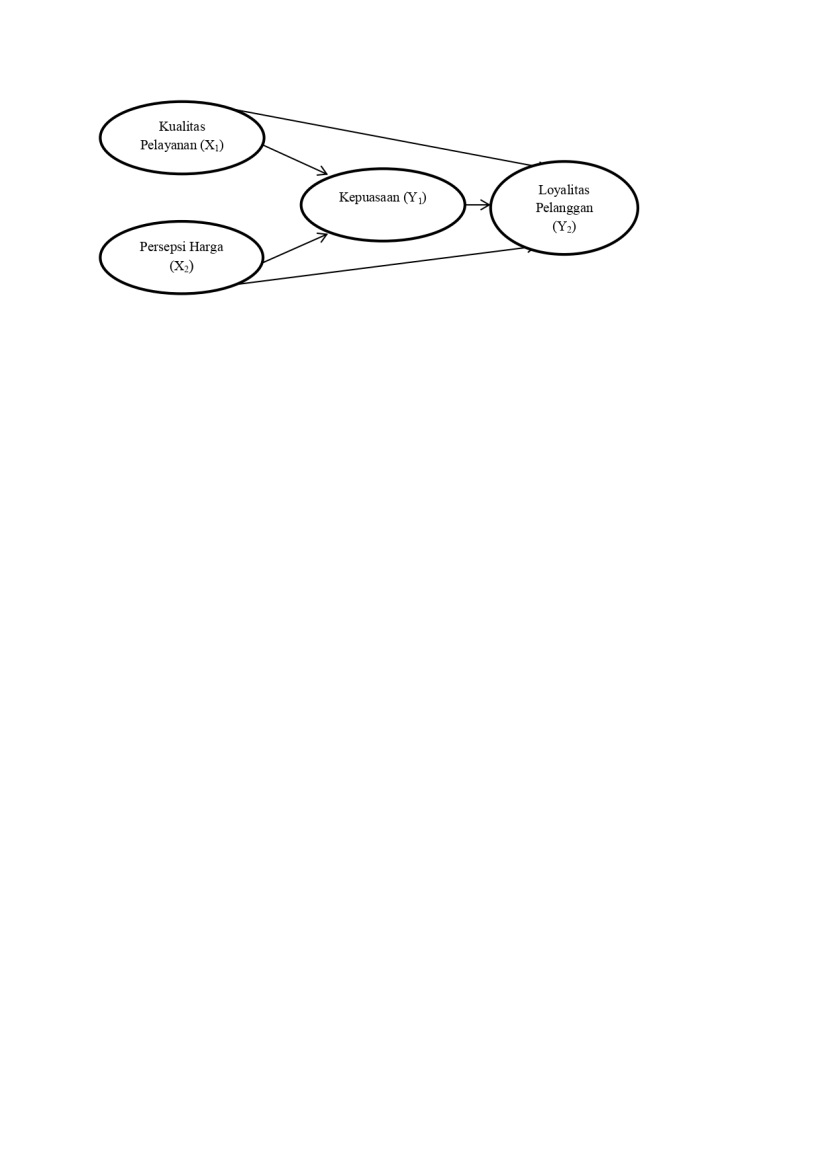 Kualitas
Pelayanan (X₁)
Kepuasaan (Y₁)
Loyalitas
Pelanggan
(Y₂)
Persepsi Harga
(X₂)